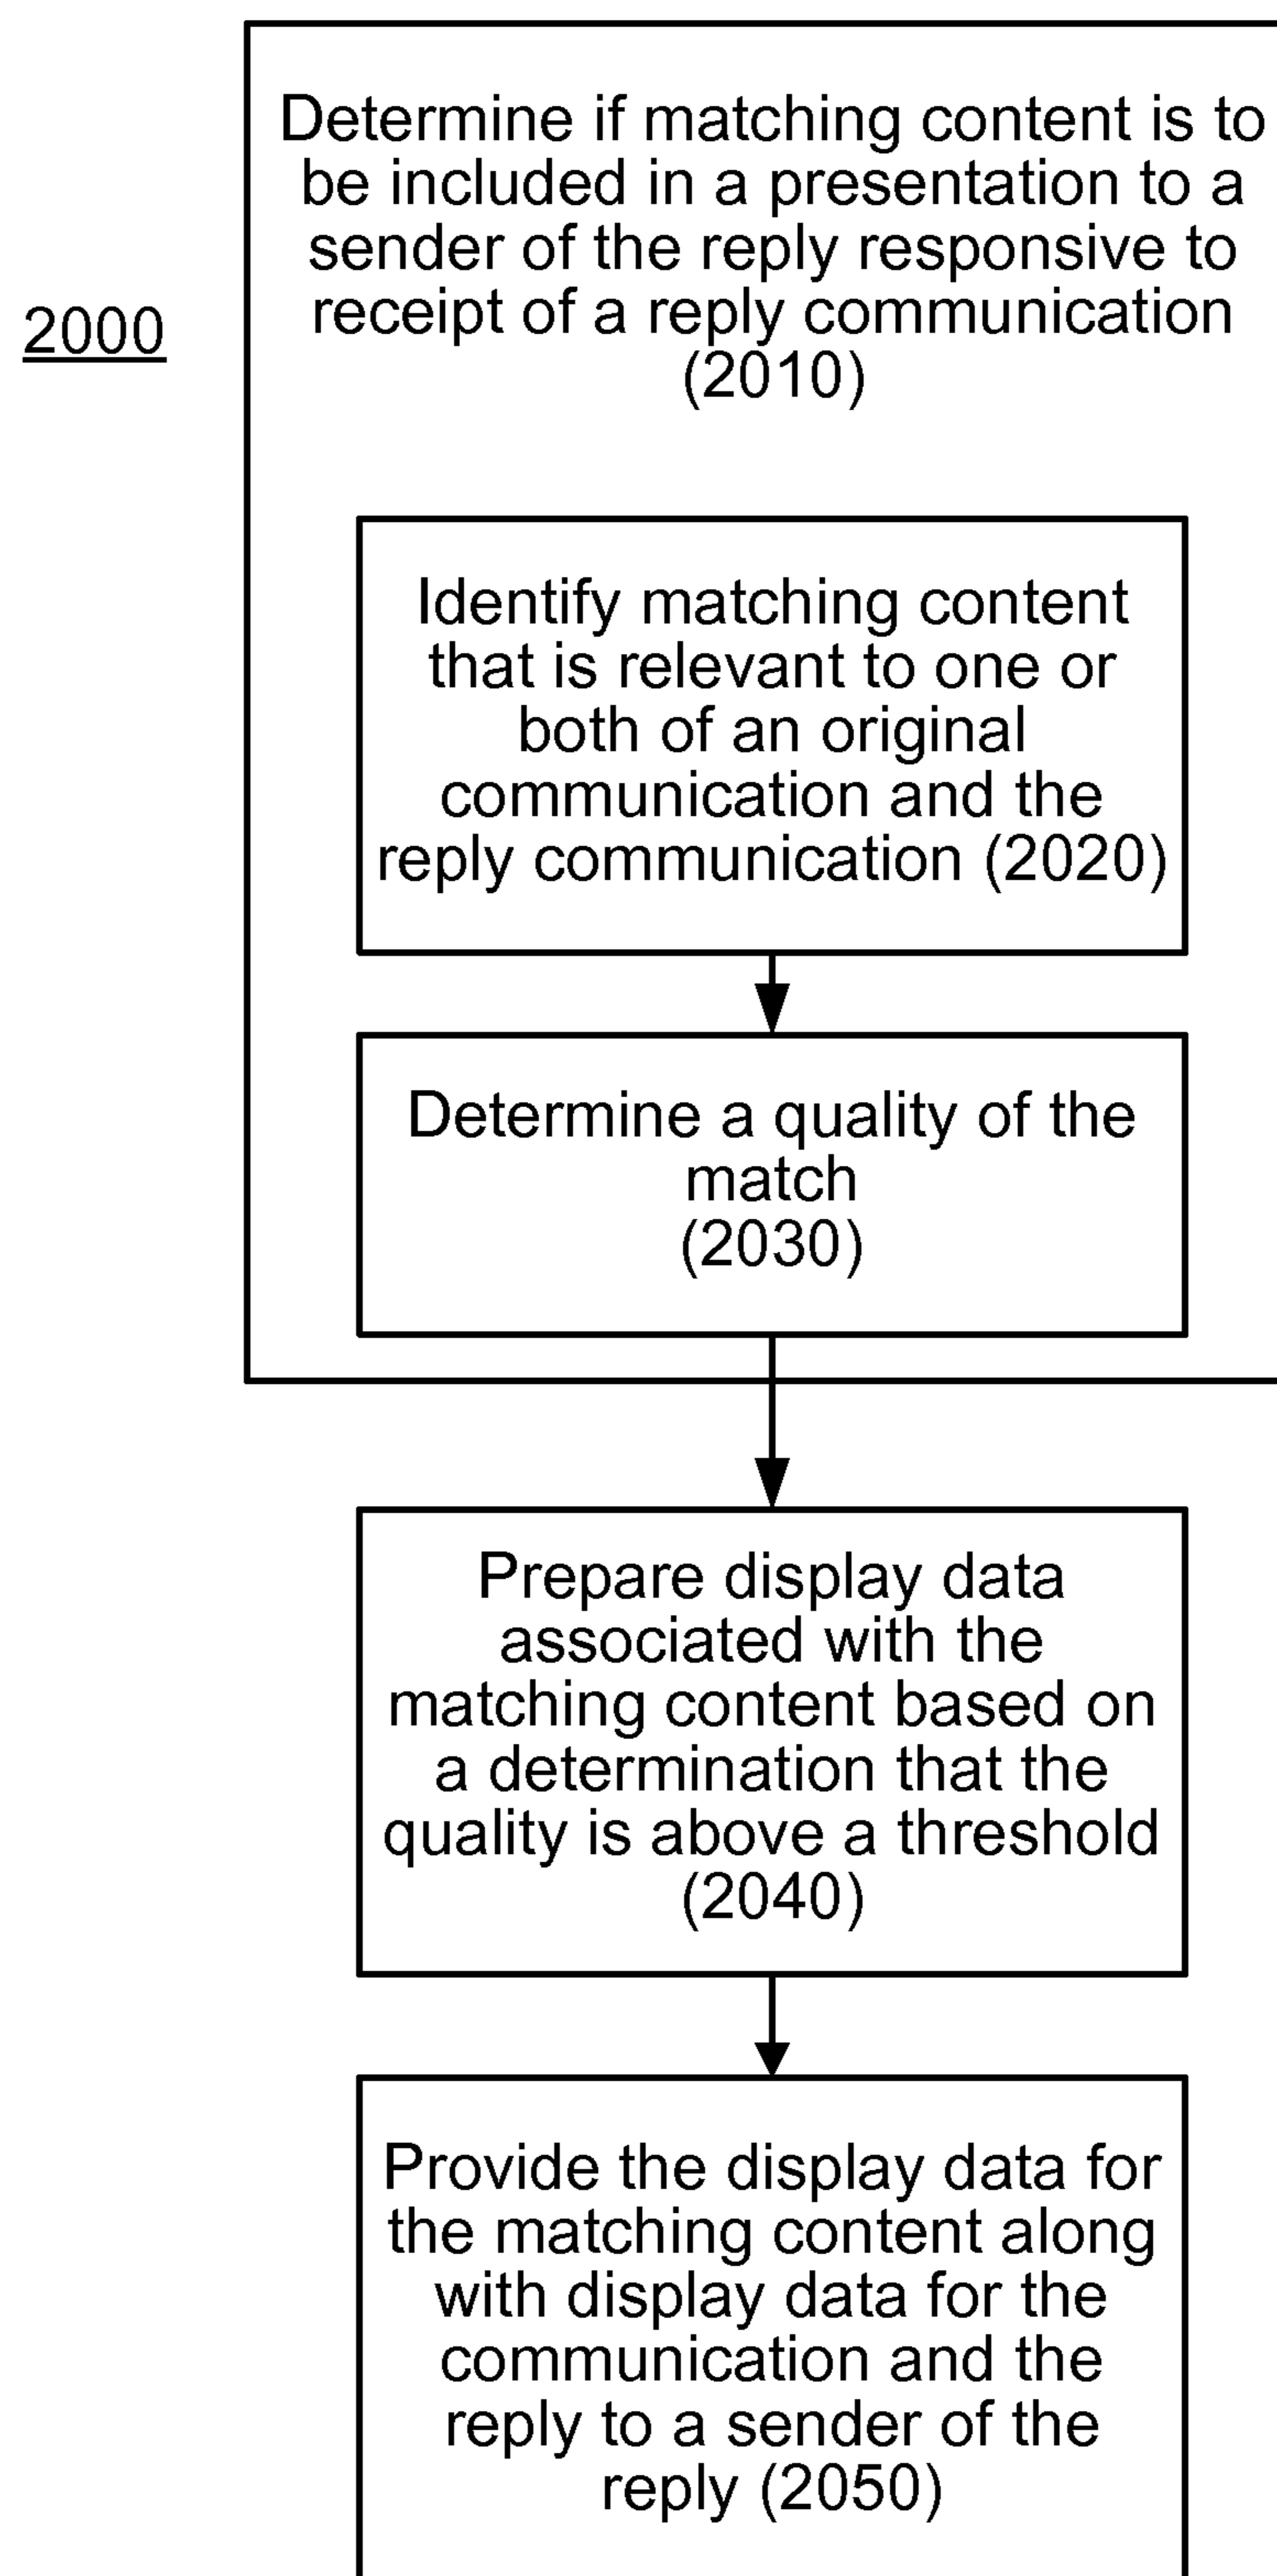 Determine if matching content is to
be included in a presentation to a
sender of the reply responsive to
receipt of a reply communication
(2010)
2000
Identify matching content
that is relevant to one or
both of an original
communication and the
reply communication (2020)
Determine a quality of the
match
(2030)
Prepare display data
associated with the
matching content based on
a determination that the
quality is above a threshold
(2040)
Provide the display data for
the matching content along
with display data for the
communication and the
reply to a sender of the
reply (2050)